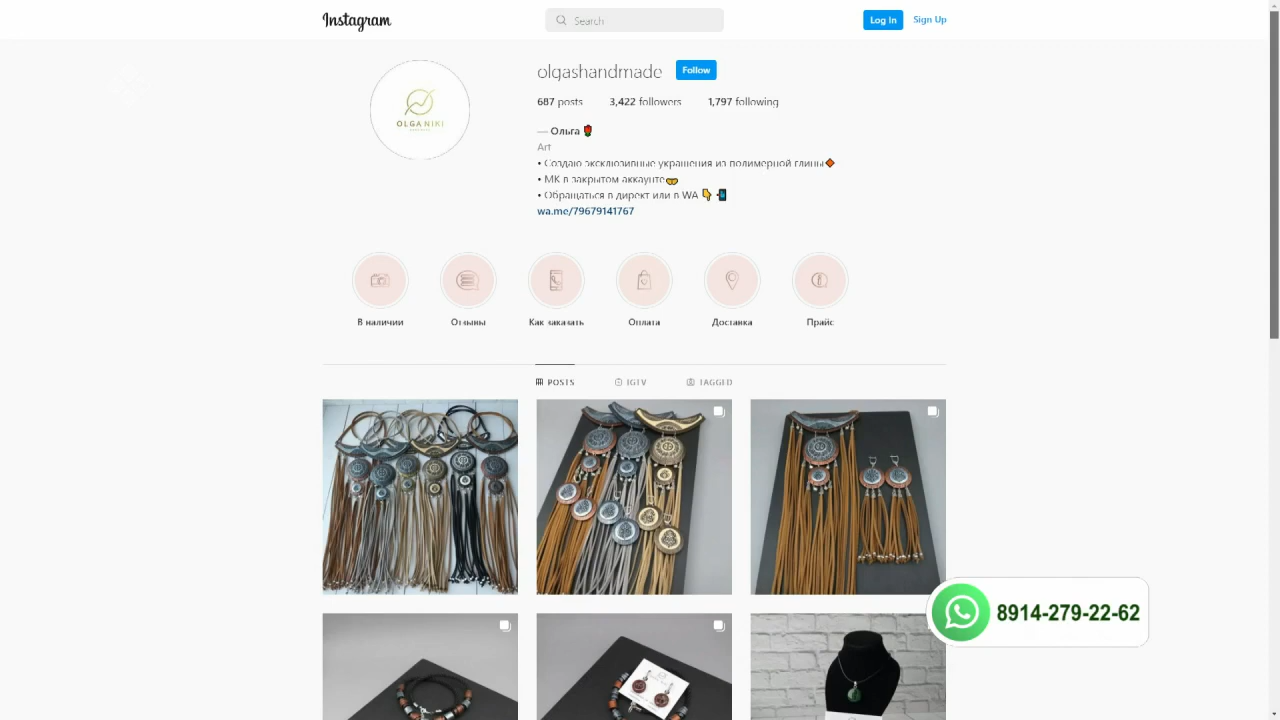 Instagram
Search
Log In
Sign Up
olgashandmade
Follow
687 posts 3,422 followers 1,797 following
— Ольга
Art
• Создаю эксклюзивные украшения из полимерной глины
• МК в закрытом аккаунте
• Обращаться в директ или в WA
wa.me/79679141767
OLGA NIKI
В наличии
Отзывы
Как заказать
Оплата
Доставка
Прайс
POSTS
IGTV
TAGGED
8914-279-22-62